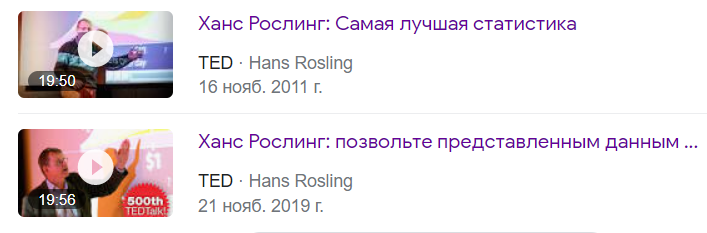 Ханс Рослинг: Самая лучшая статистика
TED · Hans Rosling
16 нояб. 2011 г.
19:50
Ханс Рослинг: позвольте представленным данным ...
TED · Hans Rosling
21 нояб. 2019 г.
$1
19:56
500th
TEDTalk!